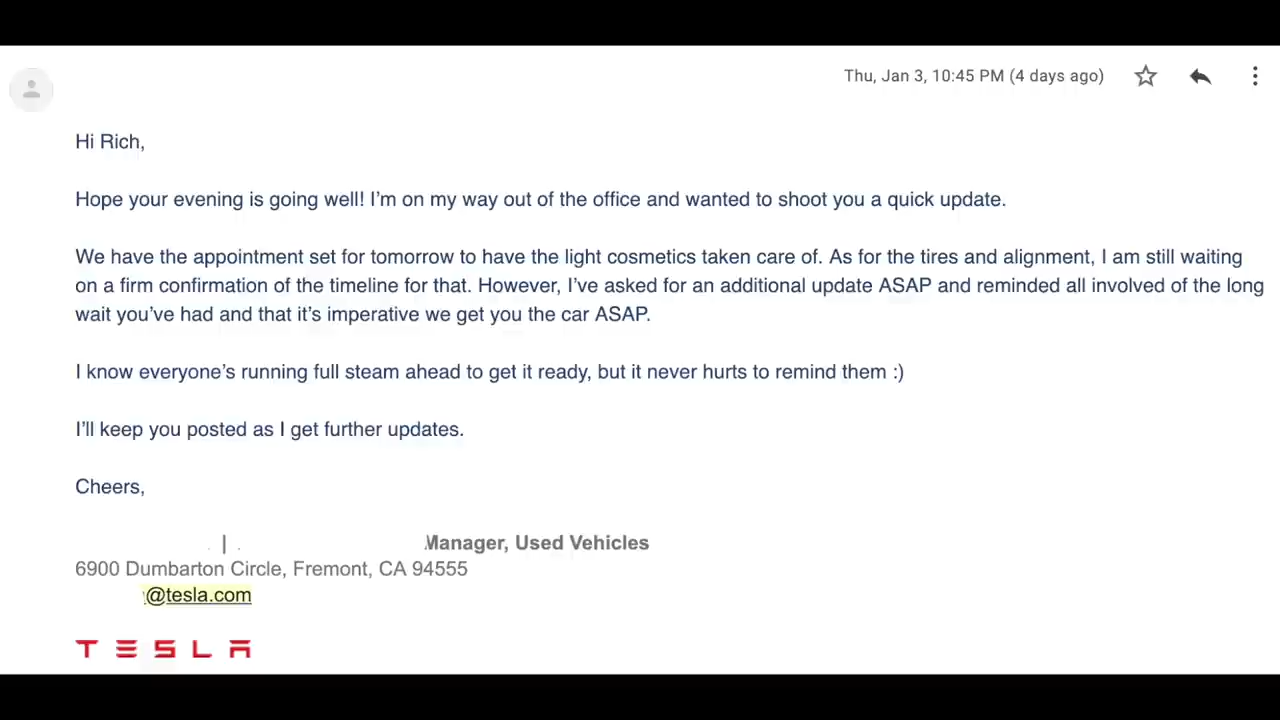 Thu, Jan 3, 10:45 PM (4 days ago)
Hi Rich,
Hope your evening is going well! I'm on my way out of the office and wanted to shoot you a quick update.
We have the appointment set for tomorrow to have the light cosmetics taken care of. As for the tires and alignment, I am still waiting
on a firm confirmation of the timeline for that. However, I've asked for an additional update ASAP and reminded all involved of the long
wait you've had and that it's imperative we get you the car ASAP.
I know everyone's running full steam ahead to get it ready, but it never hurts to remind them :)
I'll keep you posted as I get further updates.
Cheers,
| Manager, Used Vehicles
6900 Dumbarton Circle, Fremont, CA 94555
@tesla.com
TESLA